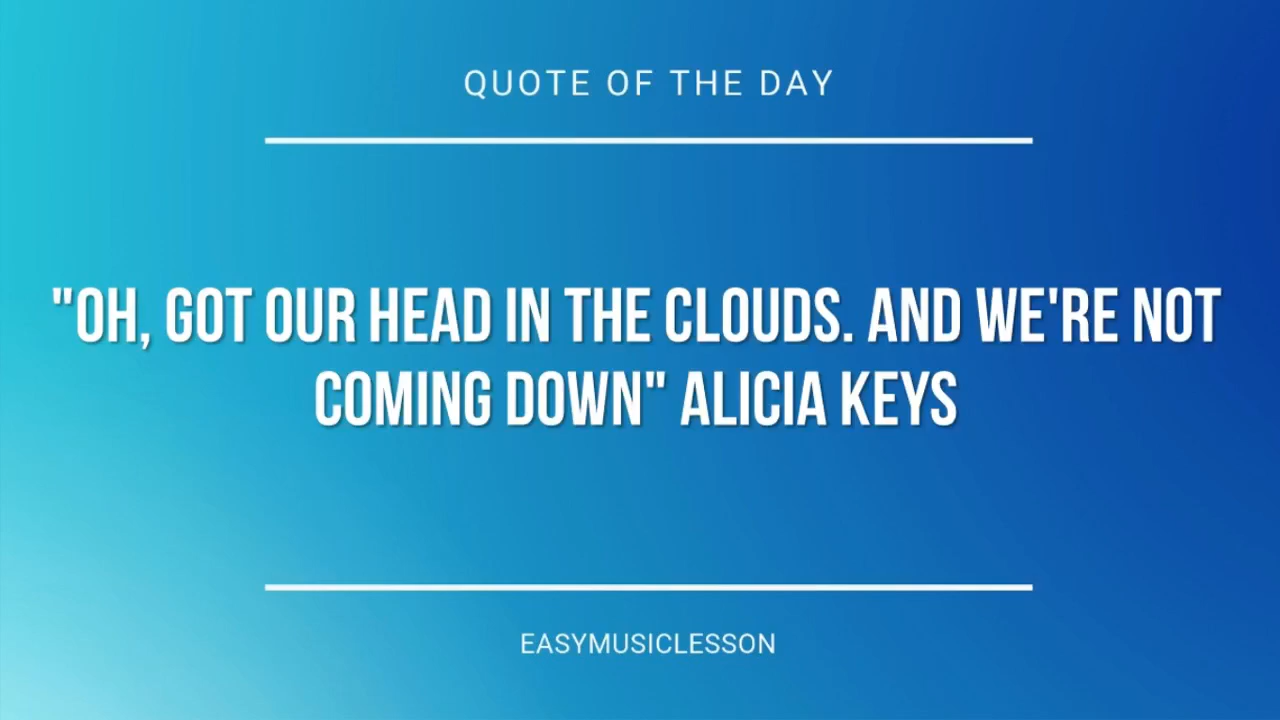 QUOTE OF THE DAY
"OH, GOT OUR HEAD IN THE CLOUDS. AND WE'RE NOT
COMING DOWN" ALICIA KEYS
EASYMUSICLESSON